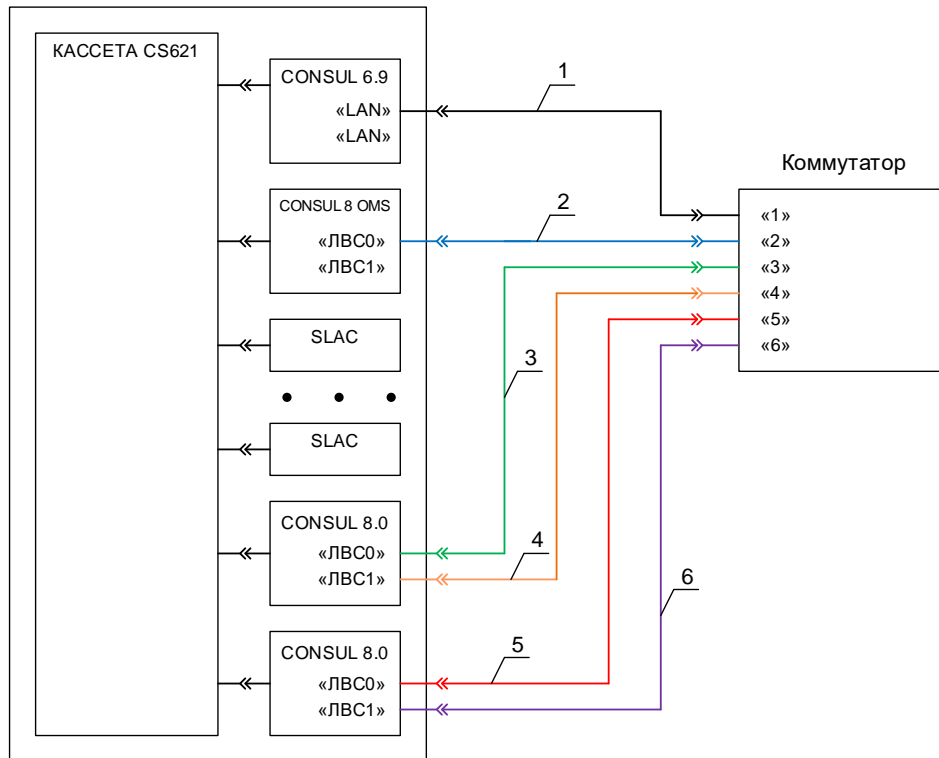 КАССЕТА CS621
CONSUL 6.9
«LAN»
«LAN»
1
Коммутатор
«1»
«2»
«3»
«4»
«5»
«6»
CONSUL 8 OMS
«ЛВС0»
«ЛВС1»
2
SLAC
3
SLAC
CONSUL 8.0
«ЛВС0»
«ЛВС1»
4
6
CONSUL 8.0
«ЛВС0»
«ЛВС1»
5